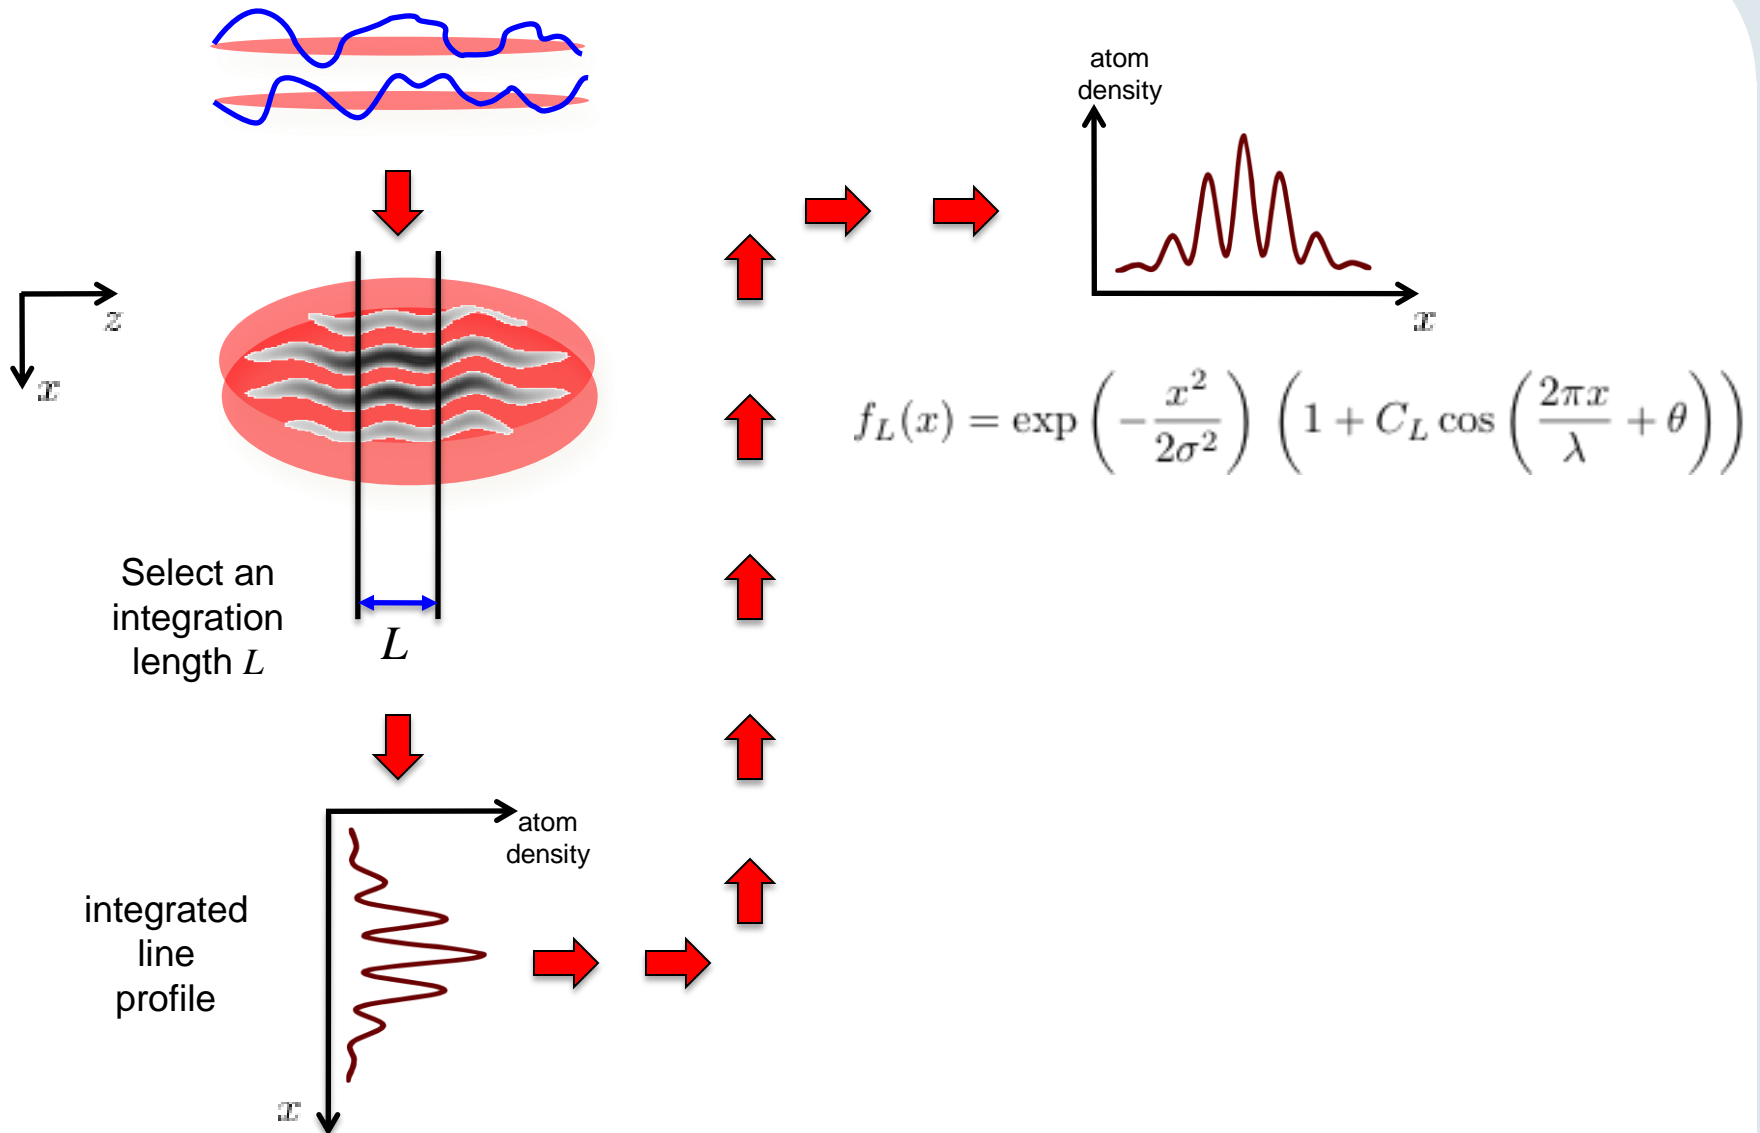 atom
density
x
z
x
f_L(x) = exp(−x²/2σ²) (1 + C_L cos(2πx/λ + θ))
Select an
integration
length L
L
atom
density
integrated
line
profile
x